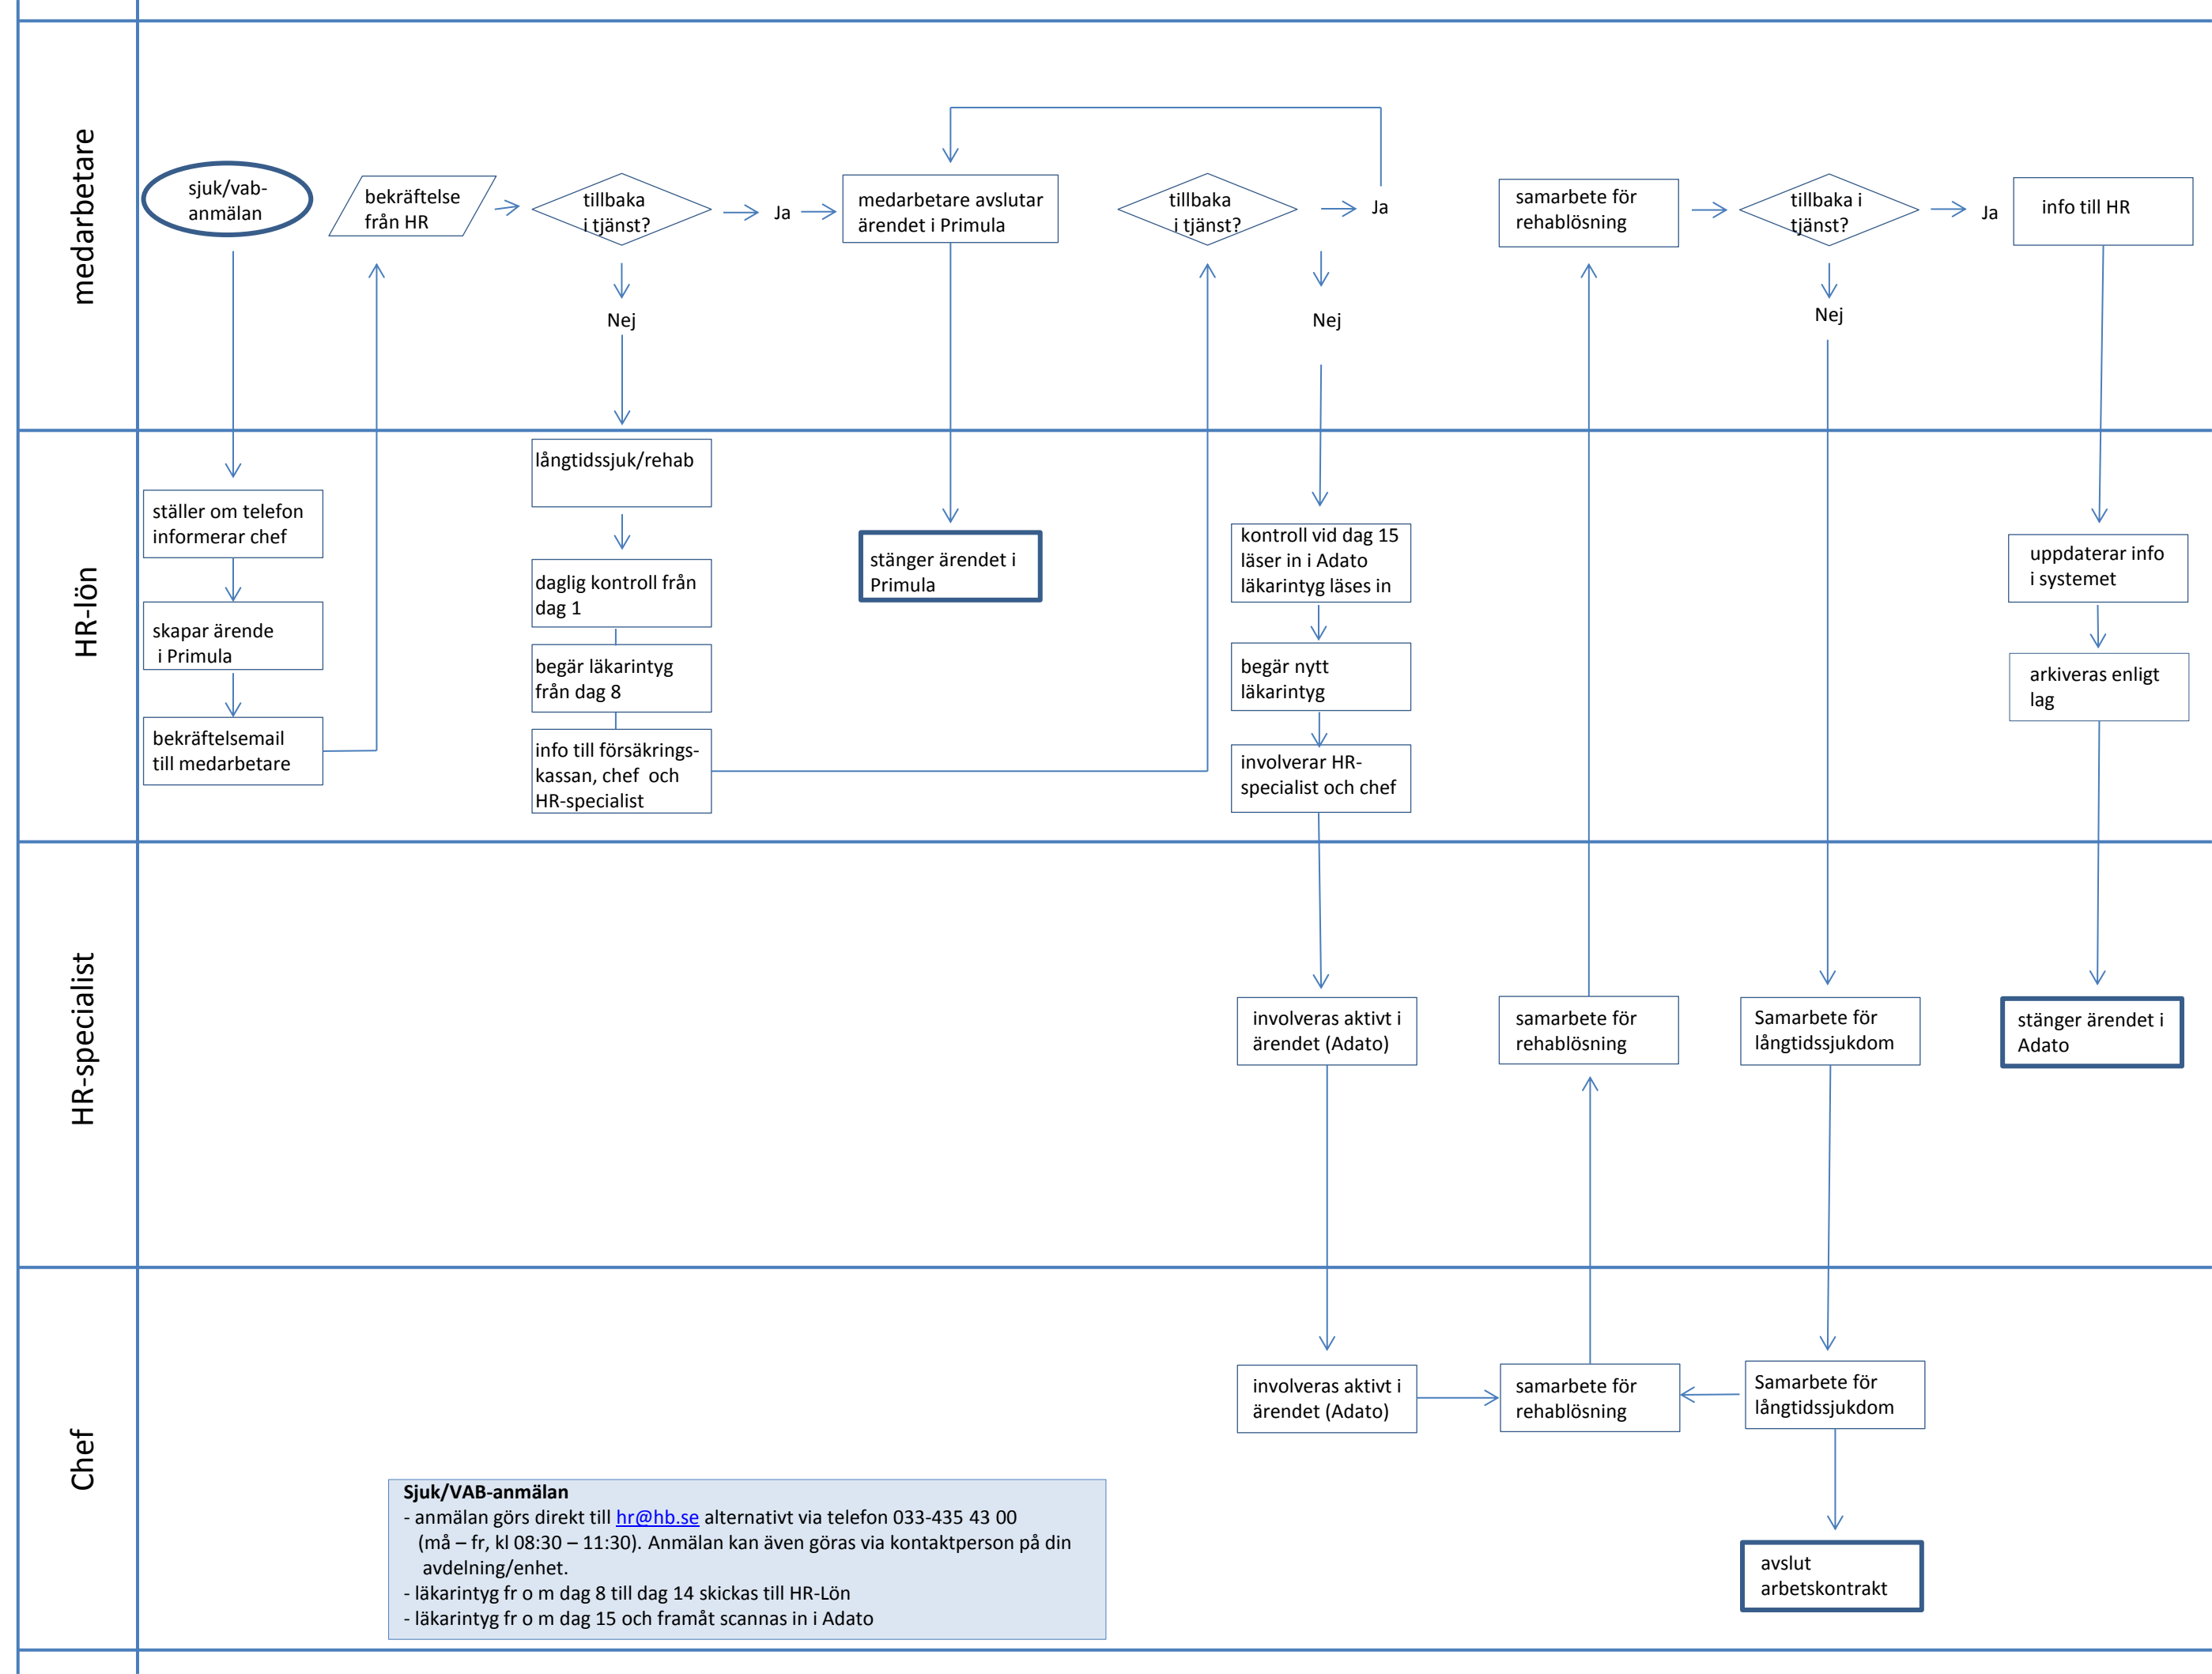 medarbetare
sjuk/vab-
anmälan
bekräftelse
från HR
tillbaka
i tjänst?
Ja
Nej
medarbetare avslutar
ärendet i Primula
tillbaka
i tjänst?
Ja
Nej
samarbete för
rehablösning
tillbaka i
tjänst?
Ja
Nej
info till HR
HR-lön
ställer om telefon
informerar chef
skapar ärende
i Primula
bekräftelsemail
till medarbetare
långtidssjuk/rehab
daglig kontroll från
dag 1
begär läkarintyg
från dag 8
info till försäkrings-
kassan, chef och
HR-specialist
stänger ärendet i
Primula
kontroll vid dag 15
läser in i Adato
läkarintyg läses in
begär nytt
läkarintyg
involverar HR-
specialist och chef
uppdaterar info
i systemet
arkiveras enligt
lag
HR-specialist
involveras aktivt i
ärendet (Adato)
samarbete för
rehablösning
Samarbete för
långtidssjukdom
stänger ärendet i
Adato
Chef
involveras aktivt i
ärendet (Adato)
samarbete för
rehablösning
Samarbete för
långtidssjukdom
avslut
arbetskontrakt
Sjuk/VAB-anmälan
- anmälan görs direkt till hr@hb.se alternativt via telefon 033-435 43 00
(må – fr, kl 08:30 – 11:30). Anmälan kan även göras via kontaktperson på din
avdelning/enhet.
- läkarintyg fr o m dag 8 till dag 14 skickas till HR-Lön
- läkarintyg fr o m dag 15 och framåt scannas in i Adato